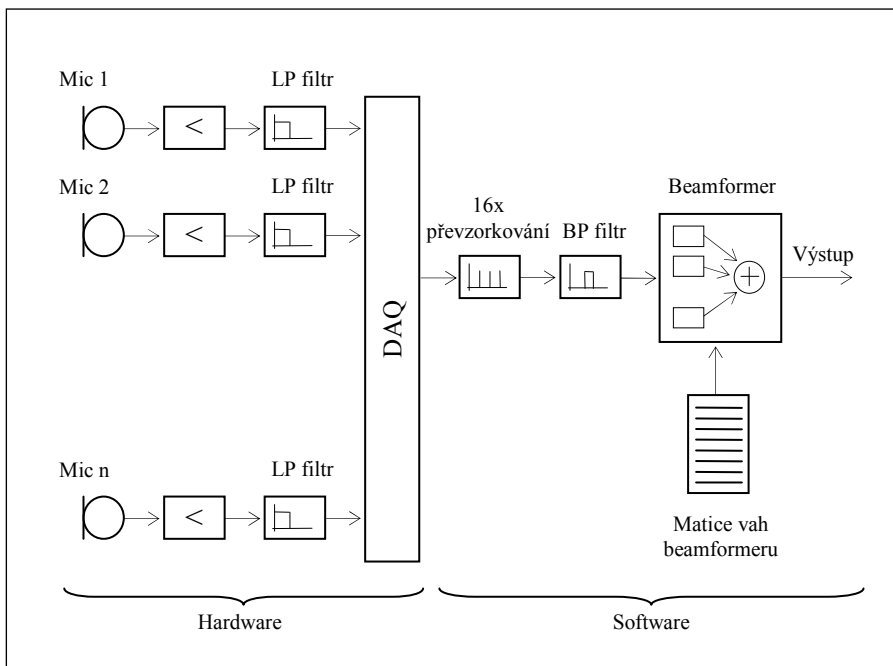 Mic 1
LP filtr
<
Mic 2
LP filtr
<
16x
převzorkování
BP filtr
Beamformer
Výstup
DAQ
Mic n
LP filtr
<
Matice vah
beamformeru
Hardware
Software